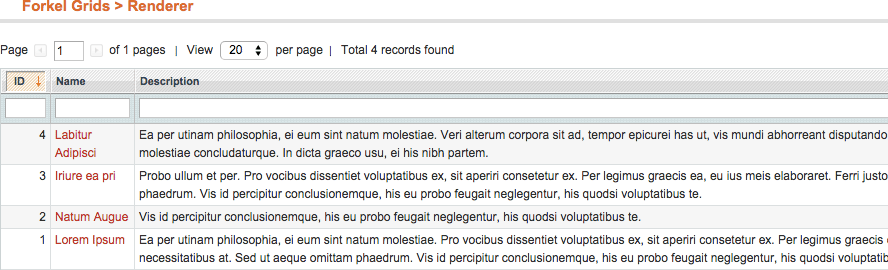 Forkel Grids > Renderer
Page 1 of 1 pages | View 20 per page | Total 4 records found
ID Name Description
4 Labitur Adipisci Ea per utinam philosophia, ei eum sint natum molestiae. Veri alterum corpora sit ad, tempor epicurei has ut, vis mundi abhorreant disputando
molestiae concludaturque. In dicta graeco usu, ei his nibh partem.
3 Iriure ea pri Probo ullum et per. Pro vocibus dissentiet voluptatibus ex, sit aperiri consetetur ex. Per legimus graecis ea, eu ius meis elaboraret. Ferri justo
phaedrum. Vis id percipitur conclusionemque, his eu probo feugait neglegentur, his quodsi voluptatibus te.
2 Natum Augue Vis id percipitur conclusionemque, his eu probo feugait neglegentur, his quodsi voluptatibus te.
1 Lorem Ipsum Ea per utinam philosophia, ei eum sint natum molestiae. Pro vocibus dissentiet voluptatibus ex, sit aperiri consetetur ex. Per legimus graecis
necessitatibus at. Sed ut aeque omittam phaedrum. Vis id percipitur conclusionemque, his eu probo feugait neglegentur, his quodsi